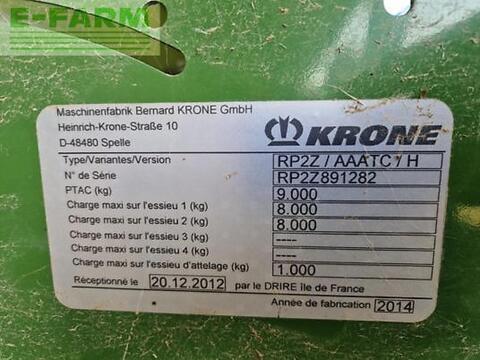 E-FARM
Maschinenfabrik Bernard KRONE GmbH
Heinrich-Krone-Straße 10
D-48480 Spelle
KRONE
Type/Variantes/Version RP2Z / AAATC / H
N° de Série RP2Z891282
PTAC (kg) 9.000
Charge maxi sur l'essieu 1 (kg) 8.000
Charge maxi sur l'essieu 2 (kg) 8.000
Charge maxi sur l'essieu 3 (kg) ----
Charge maxi sur l'essieu 4 (kg) ----
Charge maxi sur l'essieu d'attelage (kg) 1.000
Réceptionné le 20.12.2012 par le DRIRE île de France
Année de fabrication 2014